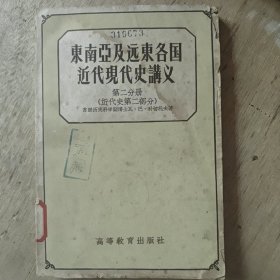 315673
東南亞及远東各国
近代現代史講义
第二分册
(近代史第二部分)
高等教育出版社